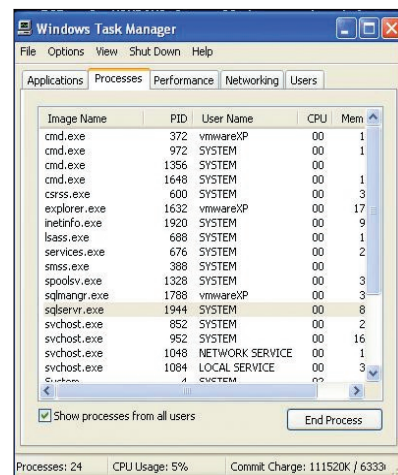 Windows Task Manager
File Options View Shut Down Help
Applications Processes Performance Networking Users
Image Name PID User Name CPU Mem
cmd.exe 372 vmwareXP 00 1
cmd.exe 972 SYSTEM 00 1
cmd.exe 1356 SYSTEM 00
cmd.exe 1648 SYSTEM 00 1
csrss.exe 600 SYSTEM 00 3
explorer.exe 1632 vmwareXP 00 17
inetinfo.exe 1920 SYSTEM 00 9
lsass.exe 688 SYSTEM 00 1
services.exe 676 SYSTEM 00 2
smss.exe 388 SYSTEM 00
spoolsv.exe 1328 SYSTEM 00 3
sqlmangr.exe 1788 vmwareXP 00 3
sqlservr.exe 1944 SYSTEM 00 8
svchost.exe 852 SYSTEM 00 2
svchost.exe 952 SYSTEM 00 16
svchost.exe 1048 NETWORK SERVICE 00 1
svchost.exe 1084 LOCAL SERVICE 00 3
System 4 SYSTEM 02
Show processes from all users End Process
Processes: 24 CPU Usage: 5% Commit Charge: 111520K / 6333